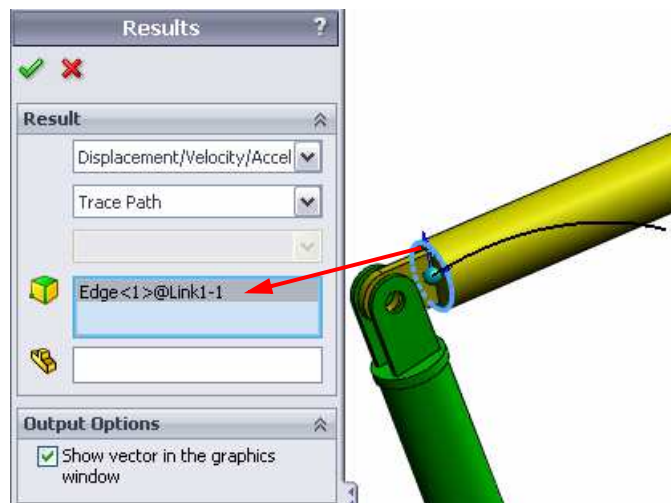 Results ?
Result
Displacement/Velocity/Accel
Trace Path
Edge<1>@Link1-1
Output Options
Show vector in the graphics
window